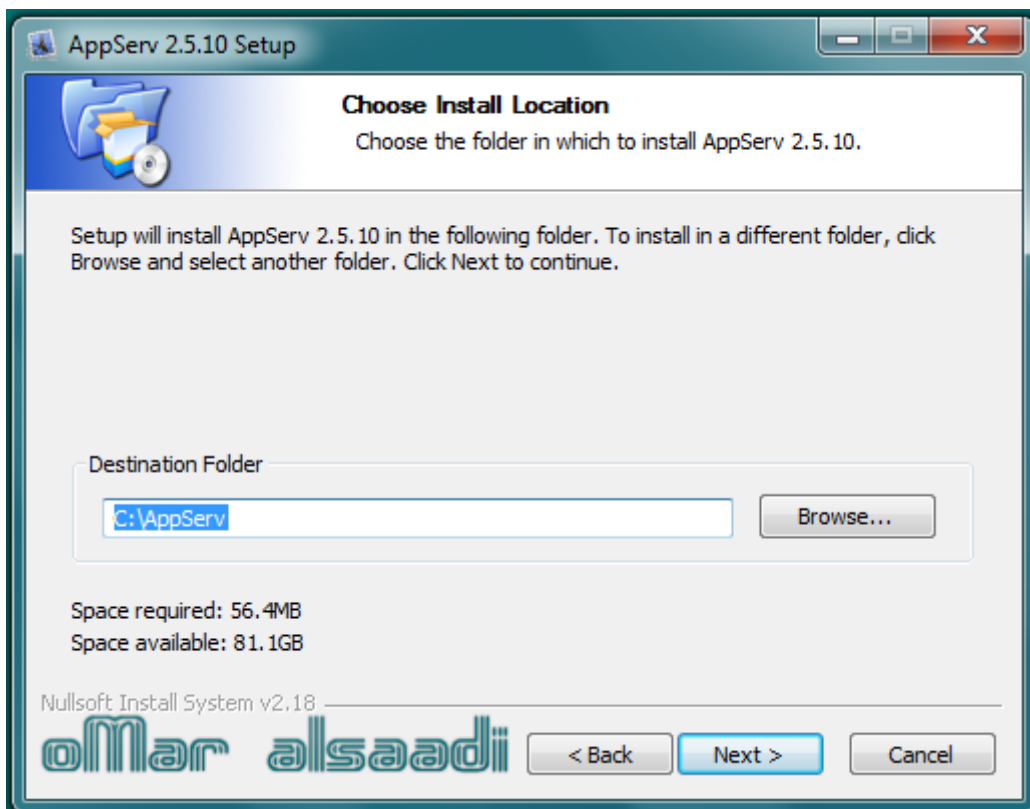 AppServ 2.5.10 Setup
Choose Install Location
Choose the folder in which to install AppServ 2.5.10.
Setup will install AppServ 2.5.10 in the following folder. To install in a different folder, click
Browse and select another folder. Click Next to continue.
Destination Folder
C:\AppServ
Browse...
Space required: 56.4MB
Space available: 81.1GB
Nullsoft Install System v2.18
oMar alsaadi
< Back
Next >
Cancel